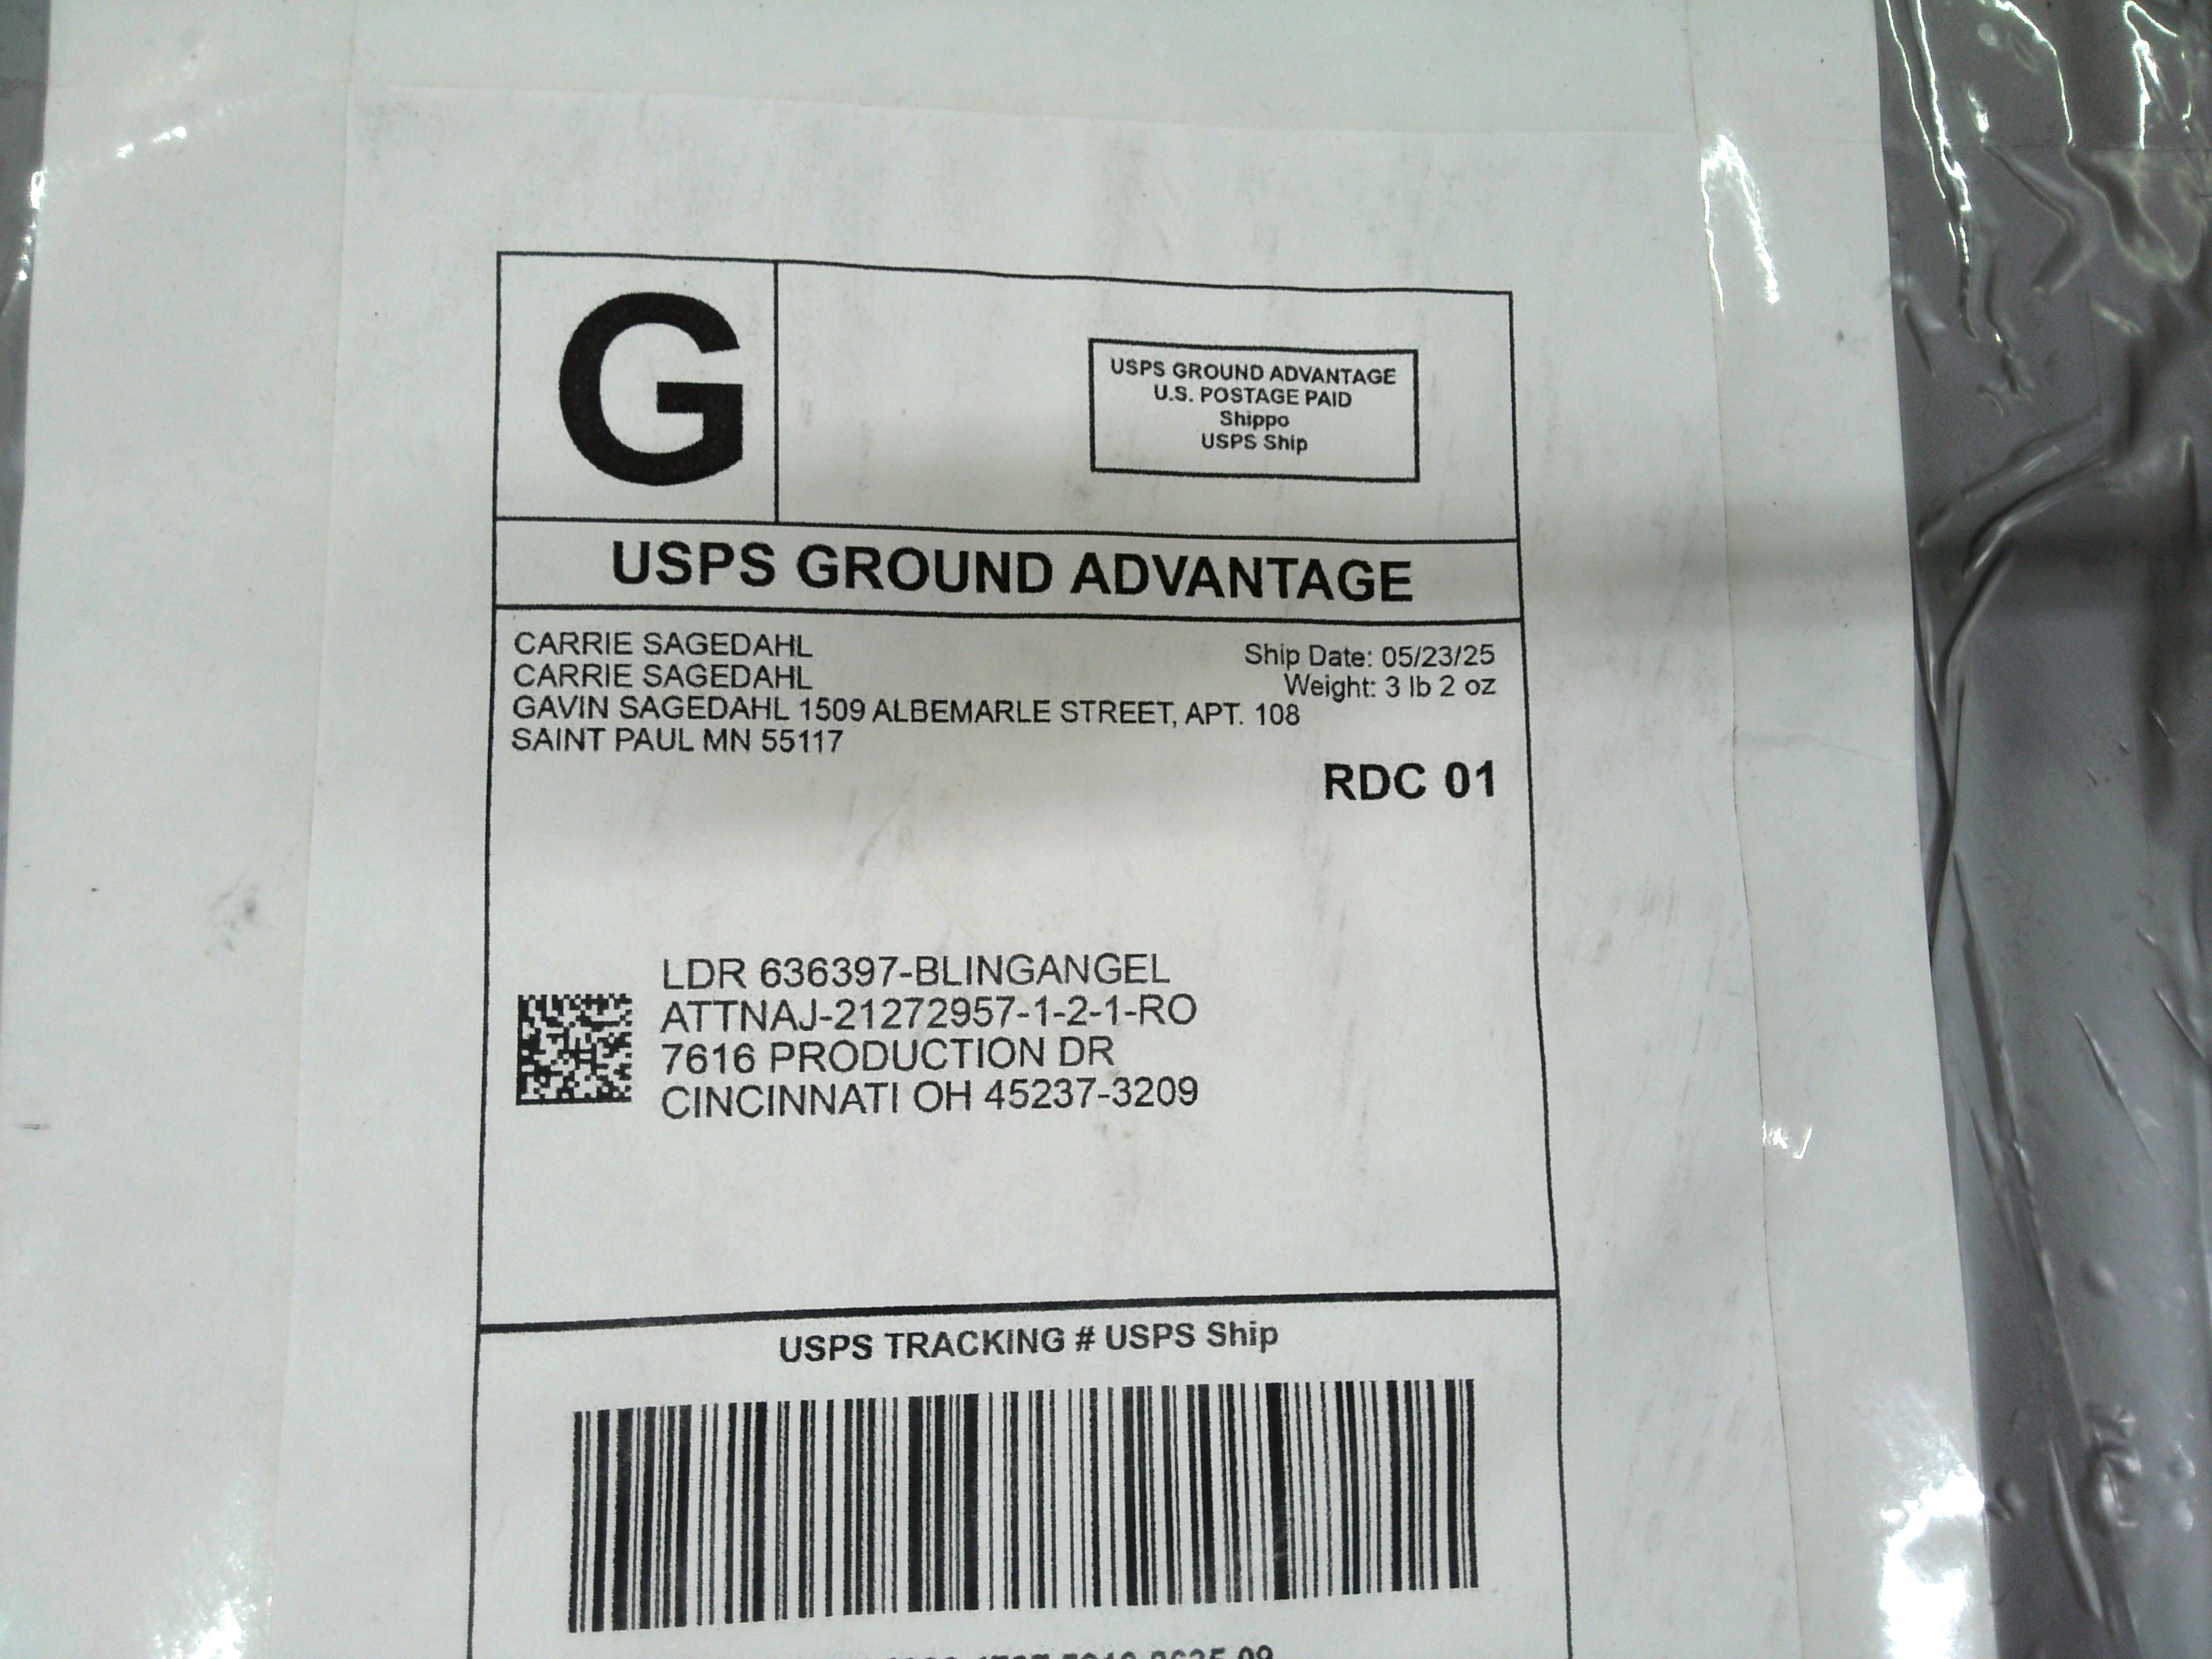 G
USPS GROUND ADVANTAGE
U.S. POSTAGE PAID
Shippo
USPS Ship
USPS GROUND ADVANTAGE
CARRIE SAGEDAHL
CARRIE SAGEDAHL
GAVIN SAGEDAHL 1509 ALBEMARLE STREET, APT. 108
SAINT PAUL MN 55117
Ship Date: 05/23/25
Weight: 3 lb 2 oz
RDC 01
LDR 636397-BLINGANGEL
ATTNAJ-21272957-1-2-1-RO
7616 PRODUCTION DR
CINCINNATI OH 45237-3209
USPS TRACKING # USPS Ship